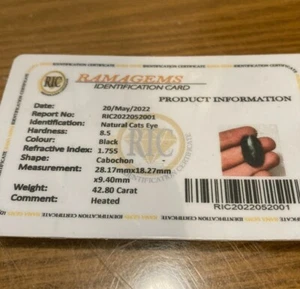 RIC
RAMAGEMS
IDENTIFICATION CARD
PRODUCT INFORMATION
Date: 20/May/2022
Report No: RIC2022052001
Identification: Natural Cats Eye
Hardness: 8.5
Colour: Black
Refractive Index: 1.755
Shape: Cabochon
Measurement: 28.17mmx18.27mm
x9.40mm
Weight: 42.80 Carat
Comment: Heated
RIC
RIC2022052001